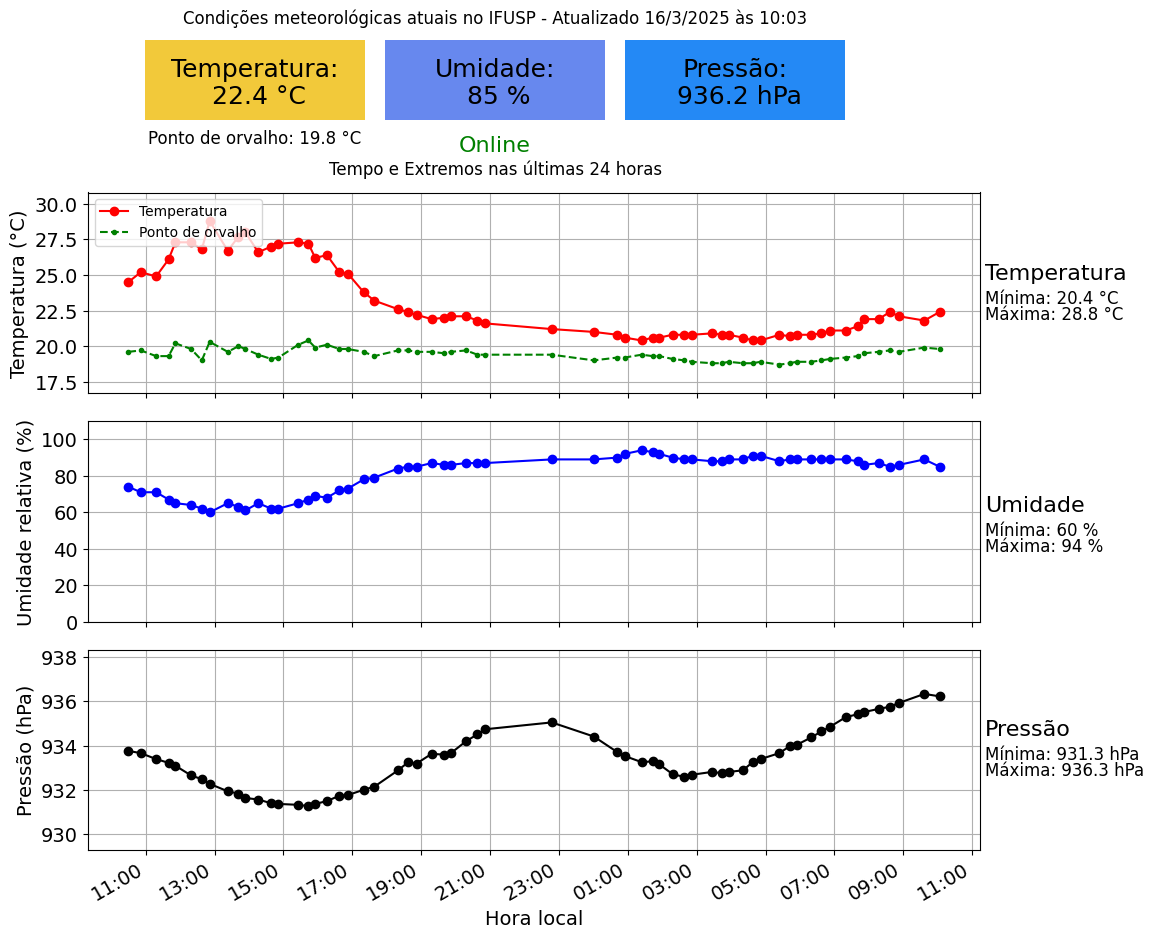 Condições meteorológicas atuais no IFUSP - Atualizado 16/3/2025 às 10:03
Temperatura:
22.4 °C
Umidade:
85 %
Pressão:
936.2 hPa
Ponto de orvalho: 19.8 °C
Online
Tempo e Extremos nas últimas 24 horas
Temperatura (°C)
30.0
27.5
25.0
22.5
20.0
17.5
Temperatura
Ponto de orvalho
Temperatura
Mínima: 20.4 °C
Máxima: 28.8 °C
Umidade relativa (%)
100
80
60
40
20
0
Umidade
Mínima: 60 %
Máxima: 94 %
Pressão (hPa)
938
936
934
932
930
Pressão
Mínima: 931.3 hPa
Máxima: 936.3 hPa
11:00
13:00
15:00
17:00
19:00
21:00
23:00
01:00
03:00
05:00
07:00
09:00
11:00
Hora local